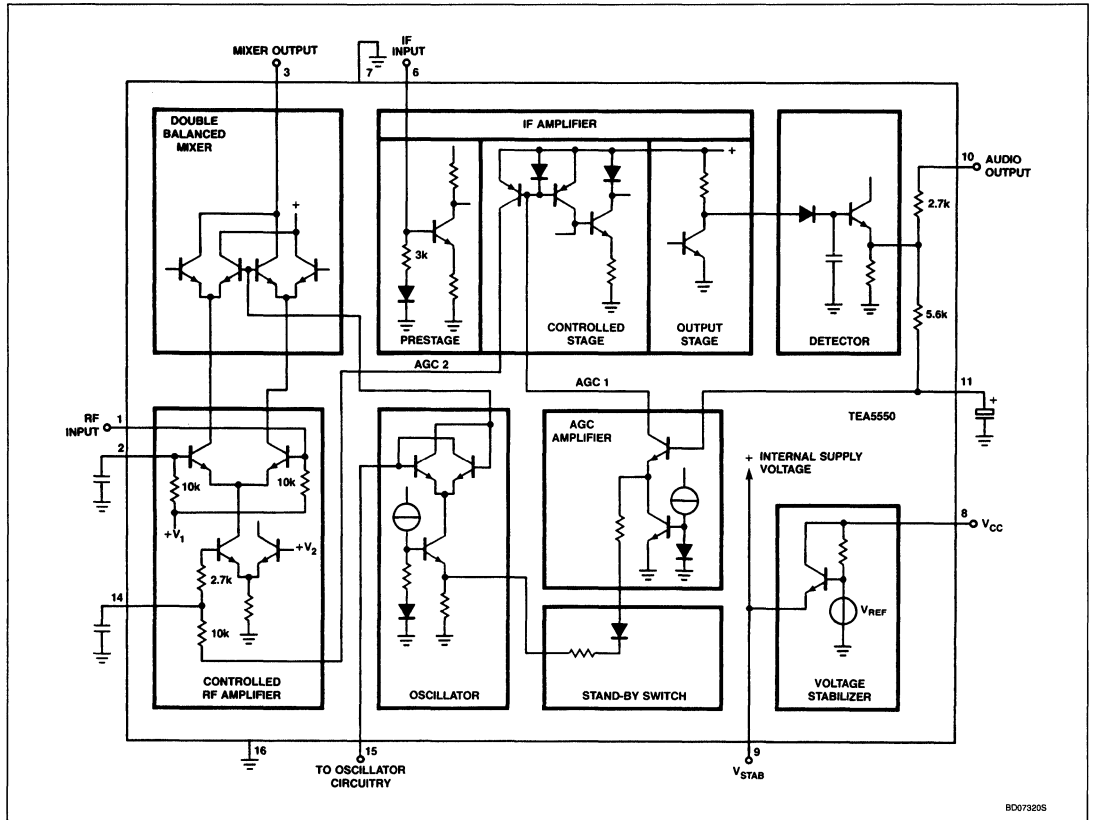 MIXER OUTPUT
3
7
IF
INPUT
6
DOUBLE
BALANCED
MIXER
+
IF AMPLIFIER
+
3k
PRESTAGE
CONTROLLED
STAGE
OUTPUT
STAGE
DETECTOR
10
AUDIO
OUTPUT
2.7k
5.6k
AGC 2
AGC 1
11
+
TEA5550
RF
INPUT
1
2
10k
10k
+V1
+V2
2.7k
14
10k
CONTROLLED
RF AMPLIFIER
OSCILLATOR
AGC
AMPLIFIER
STAND-BY SWITCH
+ INTERNAL SUPPLY
VOLTAGE
8
VCC
VREF
VOLTAGE
STABILIZER
16
15
TO OSCILLATOR
CIRCUITRY
9
VSTAB
BD07320S